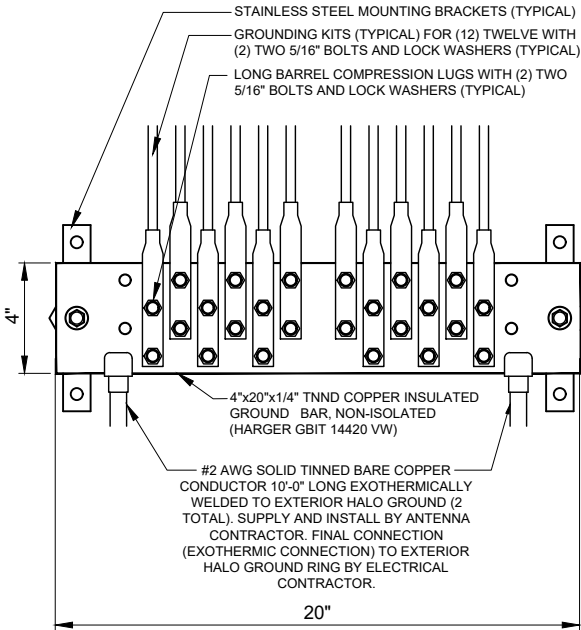 STAINLESS STEEL MOUNTING BRACKETS (TYPICAL)
GROUNDING KITS (TYPICAL) FOR (12) TWELVE WITH
(2) TWO 5/16" BOLTS AND LOCK WASHERS (TYPICAL)
LONG BARREL COMPRESSION LUGS WITH (2) TWO
5/16" BOLTS AND LOCK WASHERS (TYPICAL)
4"
4"x20"x1/4" TNND COPPER INSULATED
GROUND BAR, NON-ISOLATED
(HARGER GBIT 14420 VW)
#2 AWG SOLID TINNED BARE COPPER
CONDUCTOR 10'-0" LONG EXOTHERMICALLY
WELDED TO EXTERIOR HALO GROUND (2
TOTAL). SUPPLY AND INSTALL BY ANTENNA
CONTRACTOR. FINAL CONNECTION
(EXOTHERMIC CONNECTION) TO EXTERIOR
HALO GROUND RING BY ELECTRICAL
CONTRACTOR.
20"